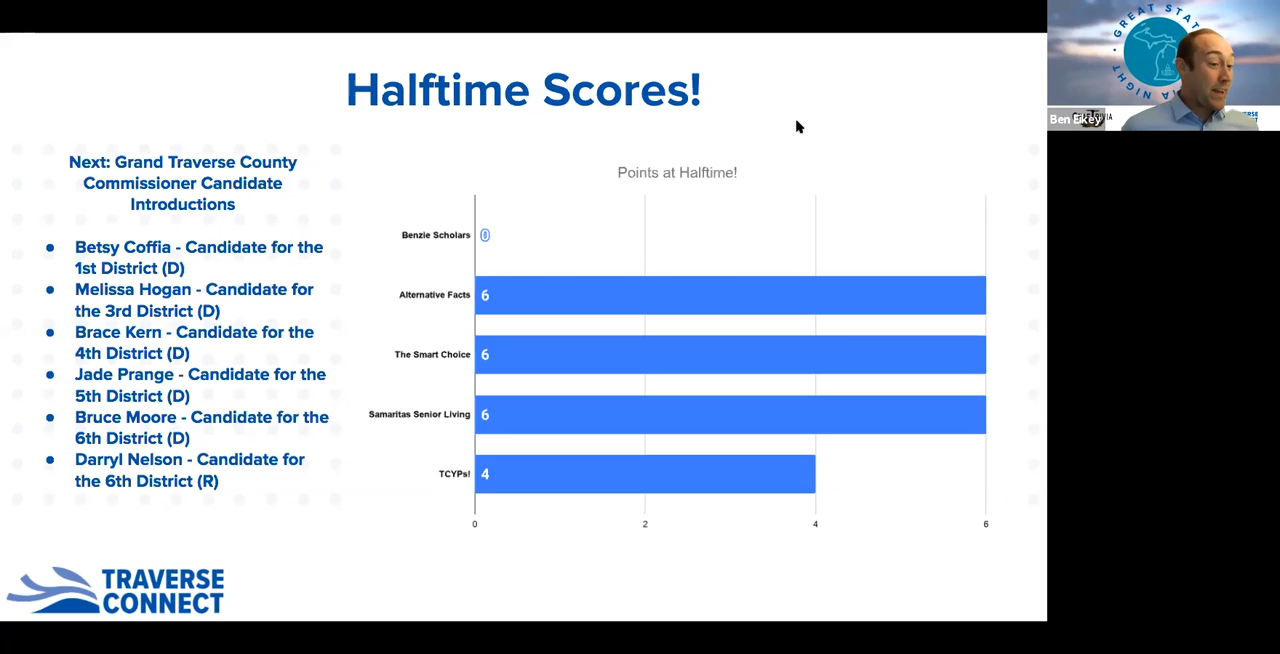 Halftime Scores!
Next: Grand Traverse County
Commissioner Candidate
Introductions
● Betsy Coffia - Candidate for the
1st District (D)
● Melissa Hogan - Candidate for
the 3rd District (D)
● Brace Kern - Candidate for the
4th District (D)
● Jade Prange - Candidate for the
5th District (D)
● Bruce Moore - Candidate for the
6th District (D)
● Darryl Nelson - Candidate for
the 6th District (R)
Points at Halftime!
Benzie Scholars 0
Alternative Facts 6
The Smart Choice 6
Samaritas Senior Living 6
TCYPs! 4
0 2 4 6
TRAVERSE
CONNECT
GREAT STAT
NIGHT
Ben Eikey